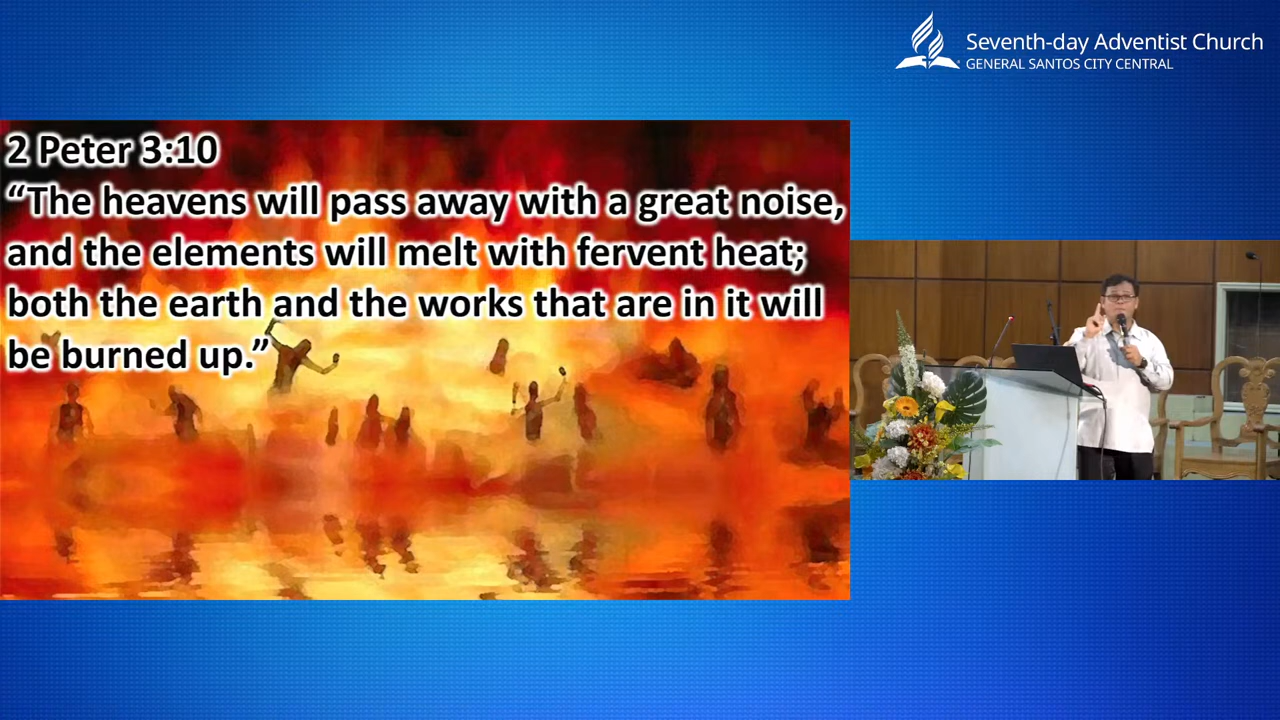 Seventh-day Adventist Church
GENERAL SANTOS CITY CENTRAL
2 Peter 3:10
“The heavens will pass away with a great noise,
and the elements will melt with fervent heat;
both the earth and the works that are in it will
be burned up.”